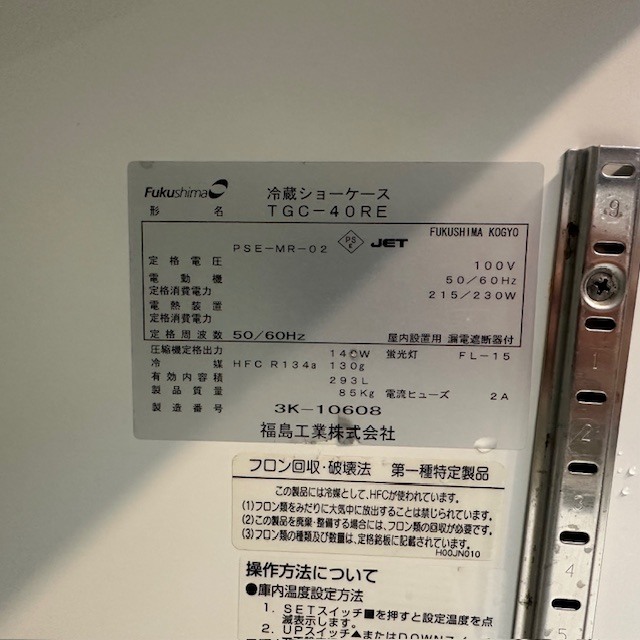 Fukushima 冷蔵ショーケース
形 名 TGC-40RE
PSE-MR-02 PS E JET FUKUSHIMA KOGYO
定格電圧 100V
電動機 50/60Hz
定格消費電力 215/230W
電熱装置
定格消費電力
定格周波数 50/60Hz 屋内設置用 漏電遮断器付
圧縮機定格出力 140W 蛍光灯 FL-15
冷 媒 HFC R134a 130g
有効内容積 293L
製品質量 85Kg 電流ヒューズ 2A
製造番号 3K-10608
福島工業株式会社
フロン回収・破壊法 第一種特定製品
この製品には冷媒として、HFCが使われています。
(1)フロン類をみだりに大気中に放出することは禁じられています。
(2)この製品を廃棄・整備する場合には、フロン類の回収が必要です。
(3)フロン類の種類及び数量は、定格銘板に記載されています。
H00JN010
操作方法について
●庫内温度設定方法
1. SETスイッチ■を押すと設定温度を点
滅表示します。
2. UPスイッチ▲またはDOWN
1
2
3
4
5